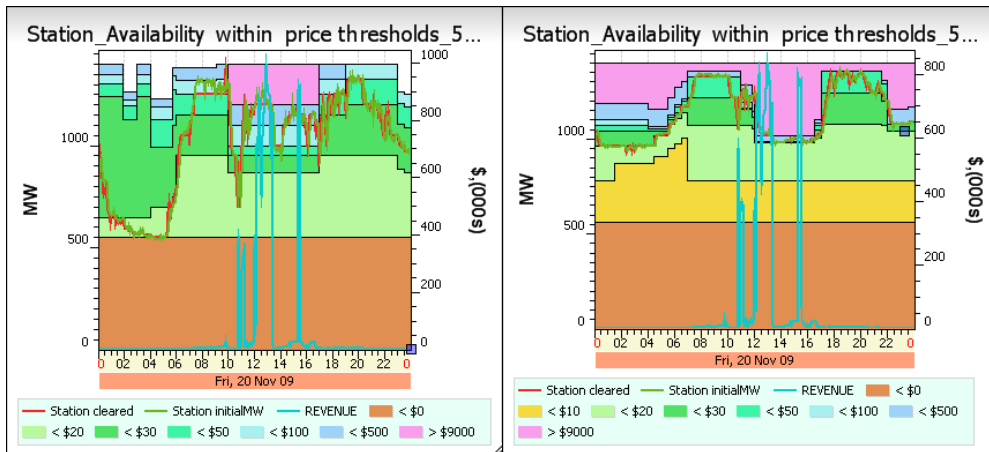 Station_Availability within price thresholds_5...
1000
500
0
MW
1000
800
600
400
200
0
$ (000s)
0 02 04 06 08 10 12 14 16 18 20 22 0
Fri, 20 Nov 09
Station cleared Station initialMW REVENUE < $0
< $20 < $30 < $50 < $100 < $500 > $9000
Station_Availability within price thresholds_5...
1000
500
0
MW
800
600
400
200
0
$ (000s)
0 02 04 06 08 10 12 14 16 18 20 22 0
Fri, 20 Nov 09
Station cleared Station initialMW REVENUE < $0
< $10 < $20 < $30 < $50 < $100 < $500
> $9000